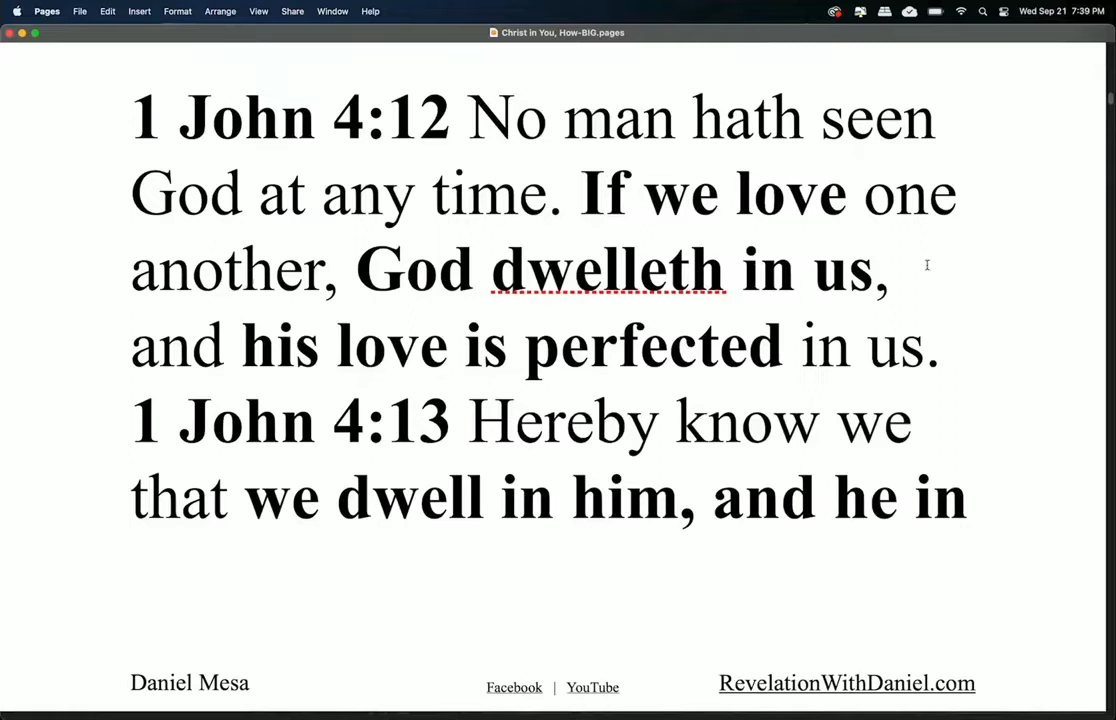 Pages File Edit Insert Format Arrange View Share Window Help Wed Sep 21 7:39 PM
Christ in You, How-BIG.pages
1 John 4:12 No man hath seen
God at any time. If we love one
another, God dwelleth in us,
and his love is perfected in us.
1 John 4:13 Hereby know we
that we dwell in him, and he in
Daniel Mesa Facebook | YouTube RevelationWithDaniel.com